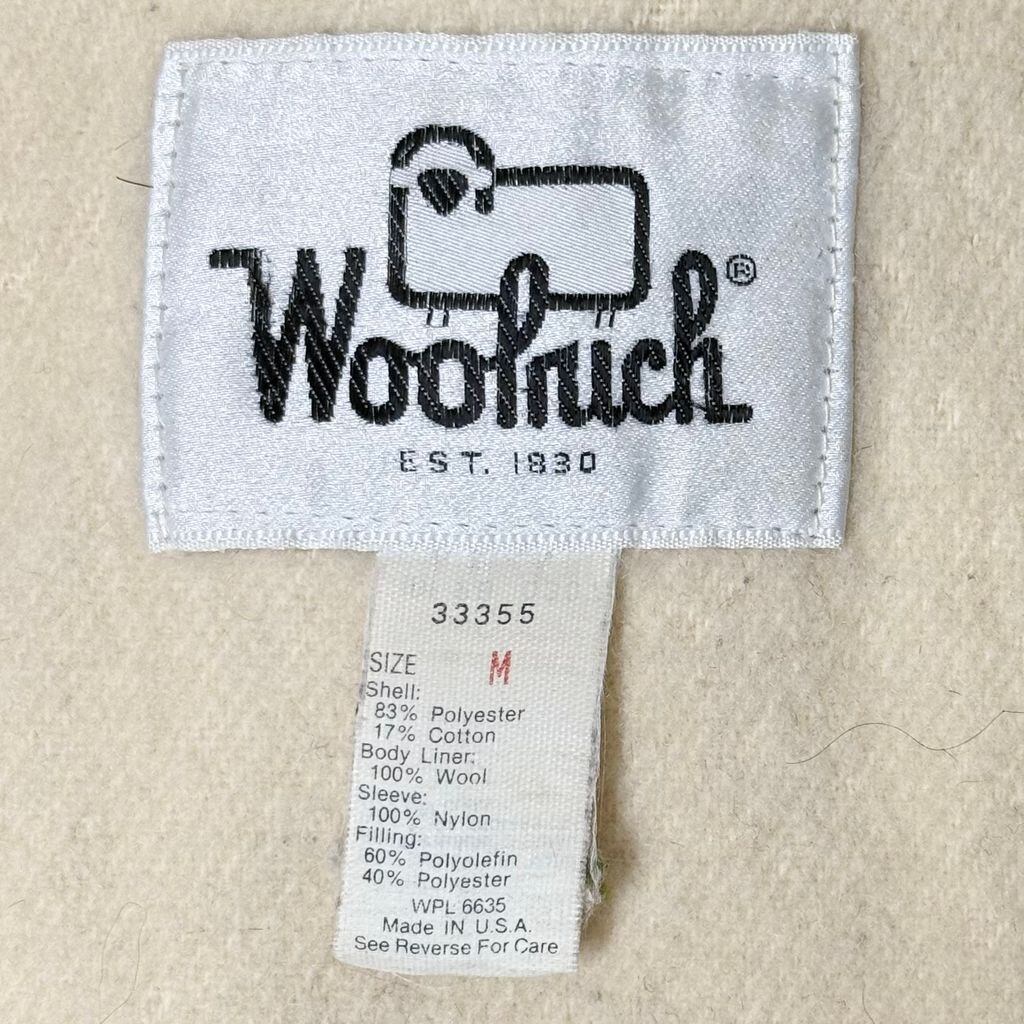 Woolrich®
EST. 1830
33355
SIZE M
Shell:
83% Polyester
17% Cotton
Body Liner:
100% Wool
Sleeve:
100% Nylon
Filling:
60% Polyolefin
40% Polyester
WPL 6635
Made IN U.S.A.
See Reverse For Care